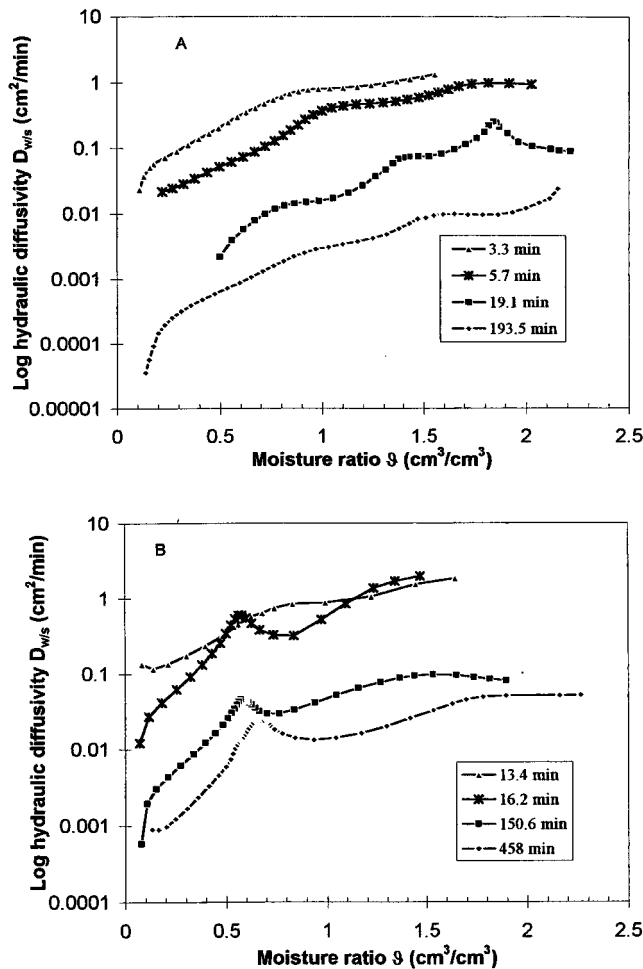 A
Log hydraulic diffusivity Dw/s (cm²/min)
10
1
0.1
0.01
0.001
0.0001
0.00001
0
0.5
1
1.5
2
2.5
Moisture ratio ϑ (cm³/cm³)
3.3 min
5.7 min
19.1 min
193.5 min
B
Log hydraulic diffusivity Dw/s (cm²/min)
10
1
0.1
0.01
0.001
0.0001
0
0.5
1
1.5
2
2.5
Moisture ratio ϑ (cm³/cm³)
13.4 min
16.2 min
150.6 min
458 min